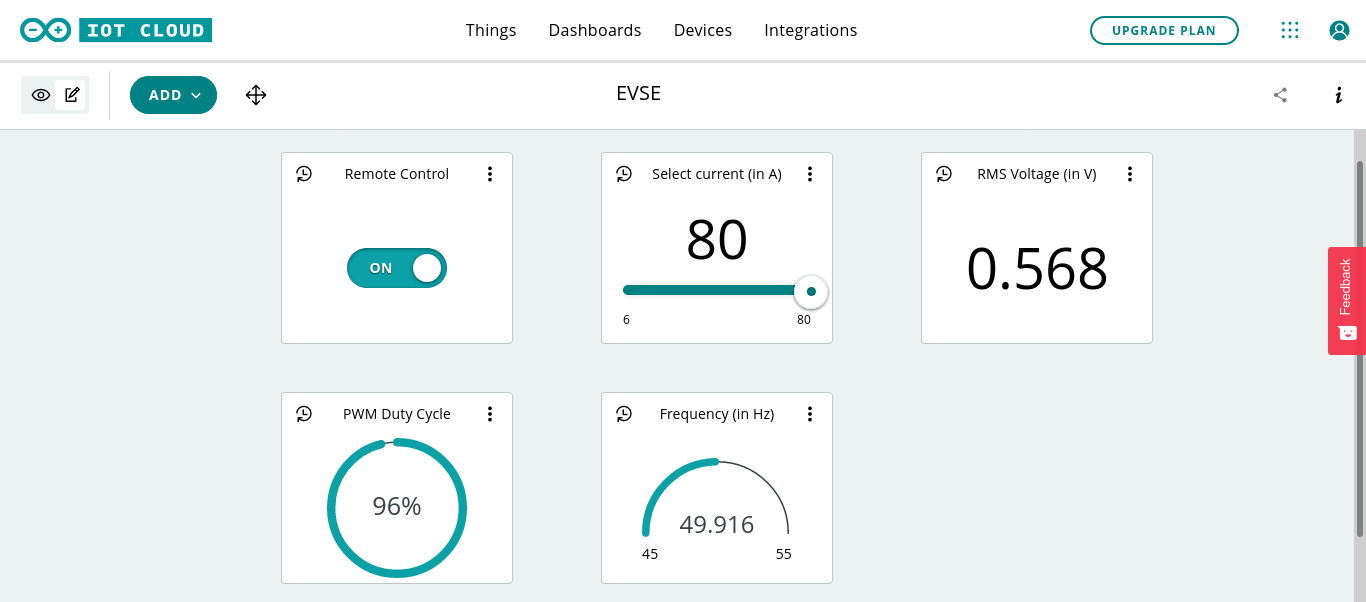 IOT CLOUD
Things Dashboards Devices Integrations
UPGRADE PLAN
ADD
EVSE
Remote Control
ON
Select current (in A)
80
6 80
RMS Voltage (in V)
0.568
Feedback
PWM Duty Cycle
96%
Frequency (in Hz)
49.916
45 55